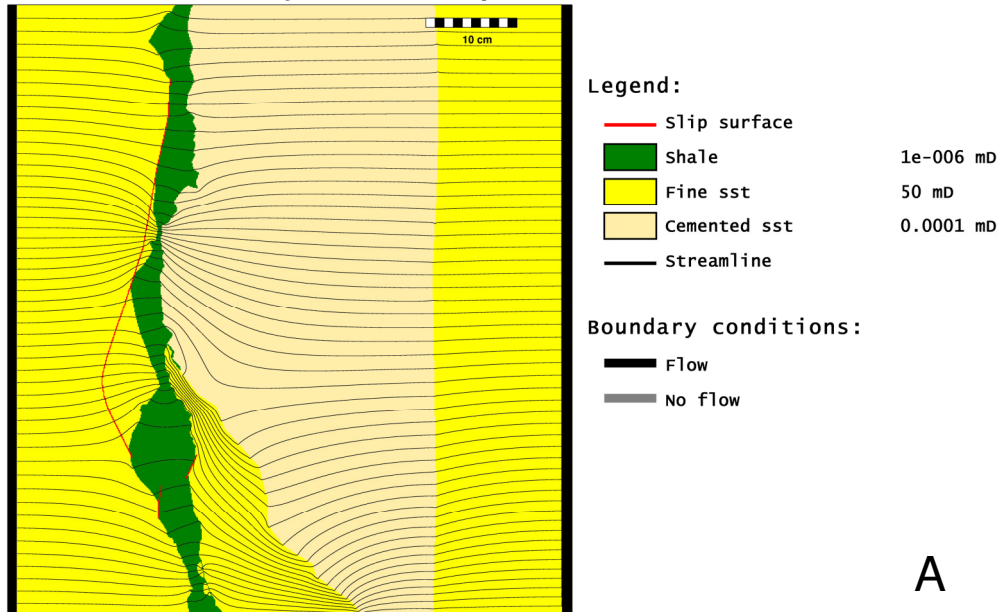 10 cm
Legend:
Slip surface
Shale 1e-006 mD
Fine sst 50 mD
Cemented sst 0.0001 mD
Streamline
Boundary conditions:
Flow
No flow
A